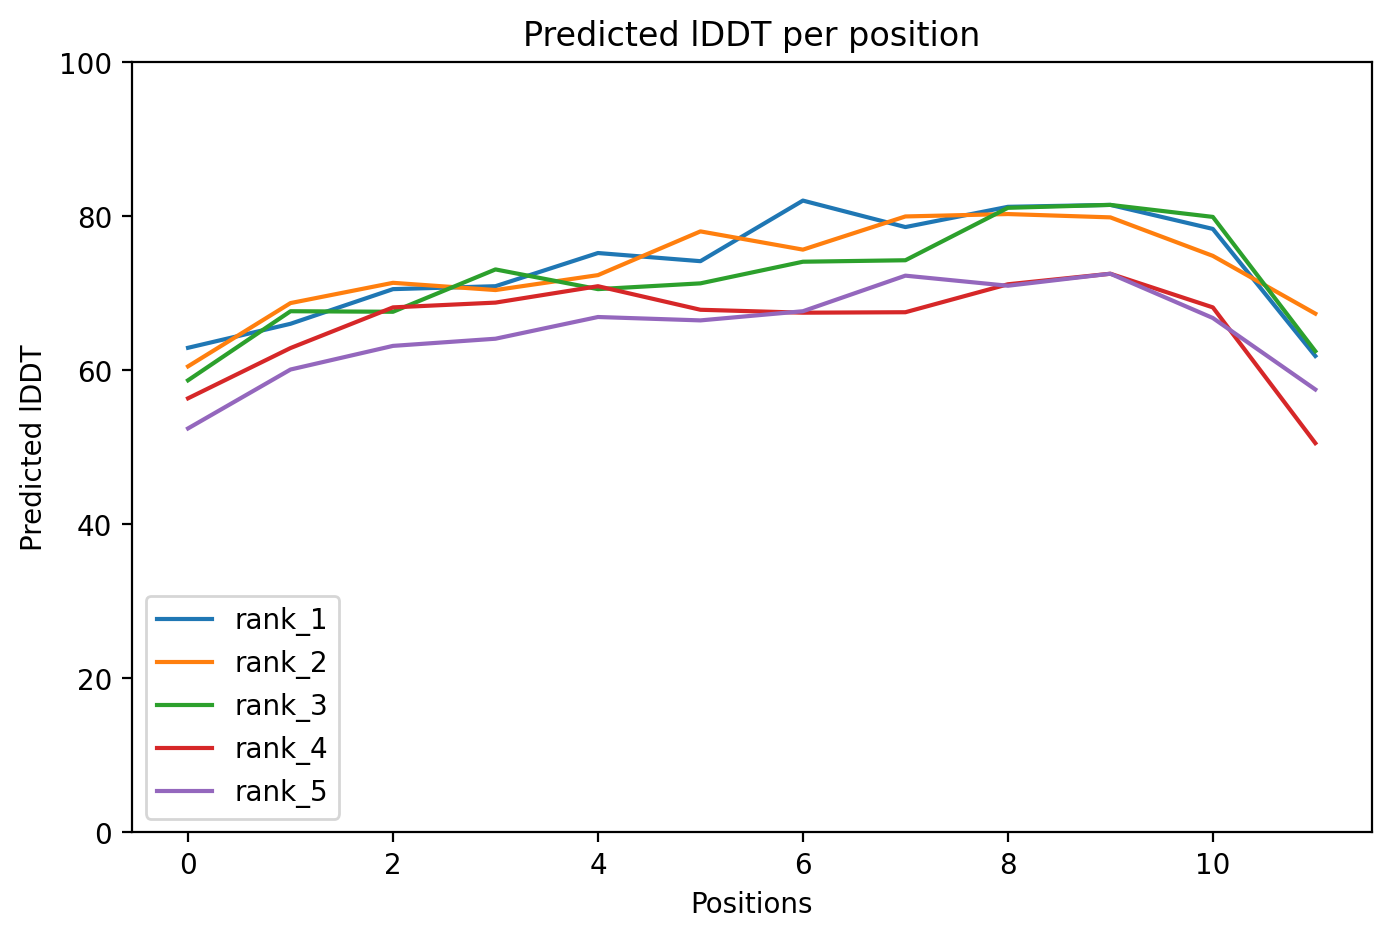 Predicted lDDT per position
100
80
60
40
20
0
Predicted lDDT
rank_1
rank_2
rank_3
rank_4
rank_5
0 2 4 6 8 10
Positions